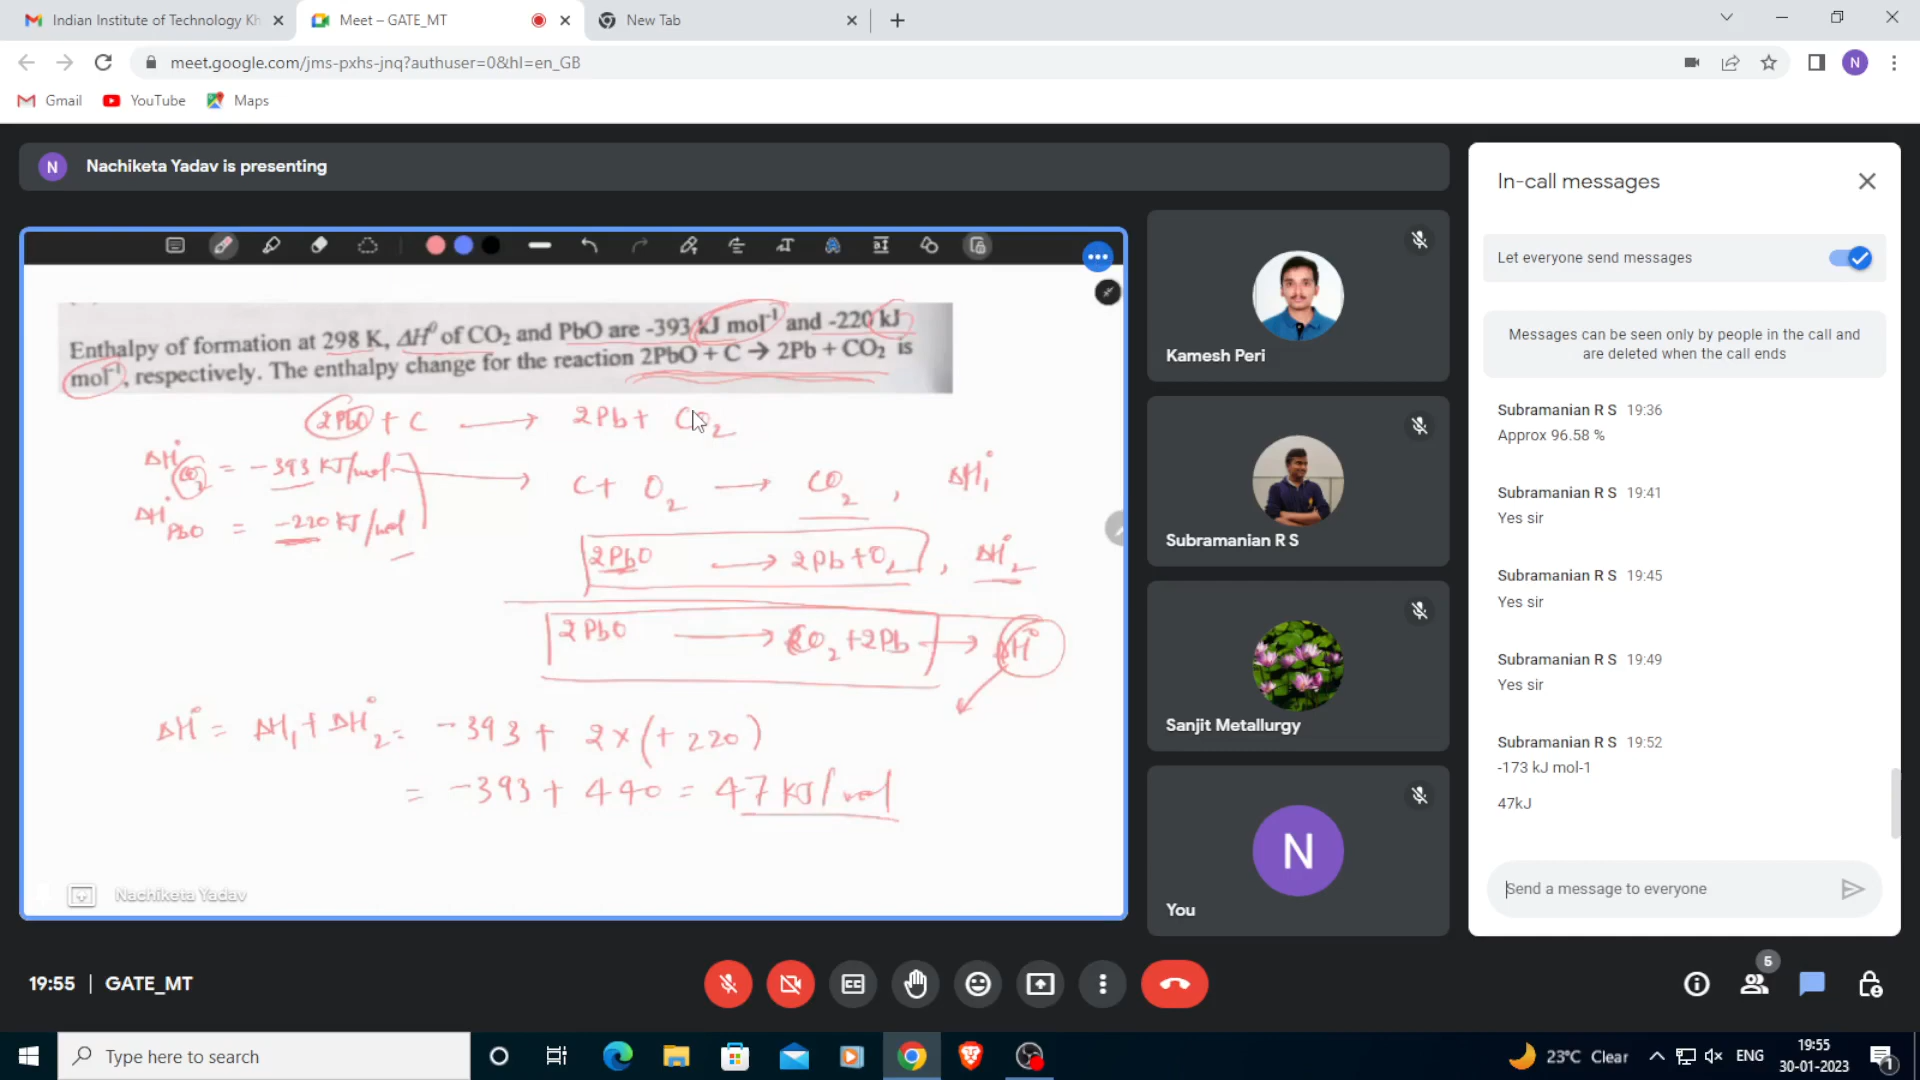 Indian Institute of Technology Kh
Meet – GATE_MT
New Tab
meet.google.com/jms-pxhs-jnq?authuser=0&hl=en_GB
Gmail
YouTube
Maps
N
N
Nachiketa Yadav is presenting
Enthalpy of formation at 298 K, ΔH⁰ of CO₂ and PbO are -393 kJ mol⁻¹ and -220 kJ
mol⁻¹, respectively. The enthalpy change for the reaction 2PbO + C → 2Pb + CO₂ is
2PbO + C → 2Pb + CO₂
ΔH°CO₂ = -393 KJ/mol → C + O₂ → CO₂ , ΔH₁°
ΔH°PbO = -220 KJ/mol
2PbO → 2Pb + O₂ , ΔH₂°
2PbO → CO₂ + 2Pb → ΔH°
ΔH° = ΔH₁ + ΔH₂° = -393 + 2 × (+220)
= -393 + 440 = 47 KJ/mol
Nachiketa Yadav
Kamesh Peri
Subramanian R S
Sanjit Metallurgy
N
You
In-call messages
Let everyone send messages
Messages can be seen only by people in the call and
are deleted when the call ends
Subramanian R S 19:36
Approx 96.58 %
Subramanian R S 19:41
Yes sir
Subramanian R S 19:45
Yes sir
Subramanian R S 19:49
Yes sir
Subramanian R S 19:52
-173 kJ mol-1
47kJ
Send a message to everyone
19:55 | GATE_MT
5
Type here to search
23°C Clear
ENG
19:55
30-01-2023
1